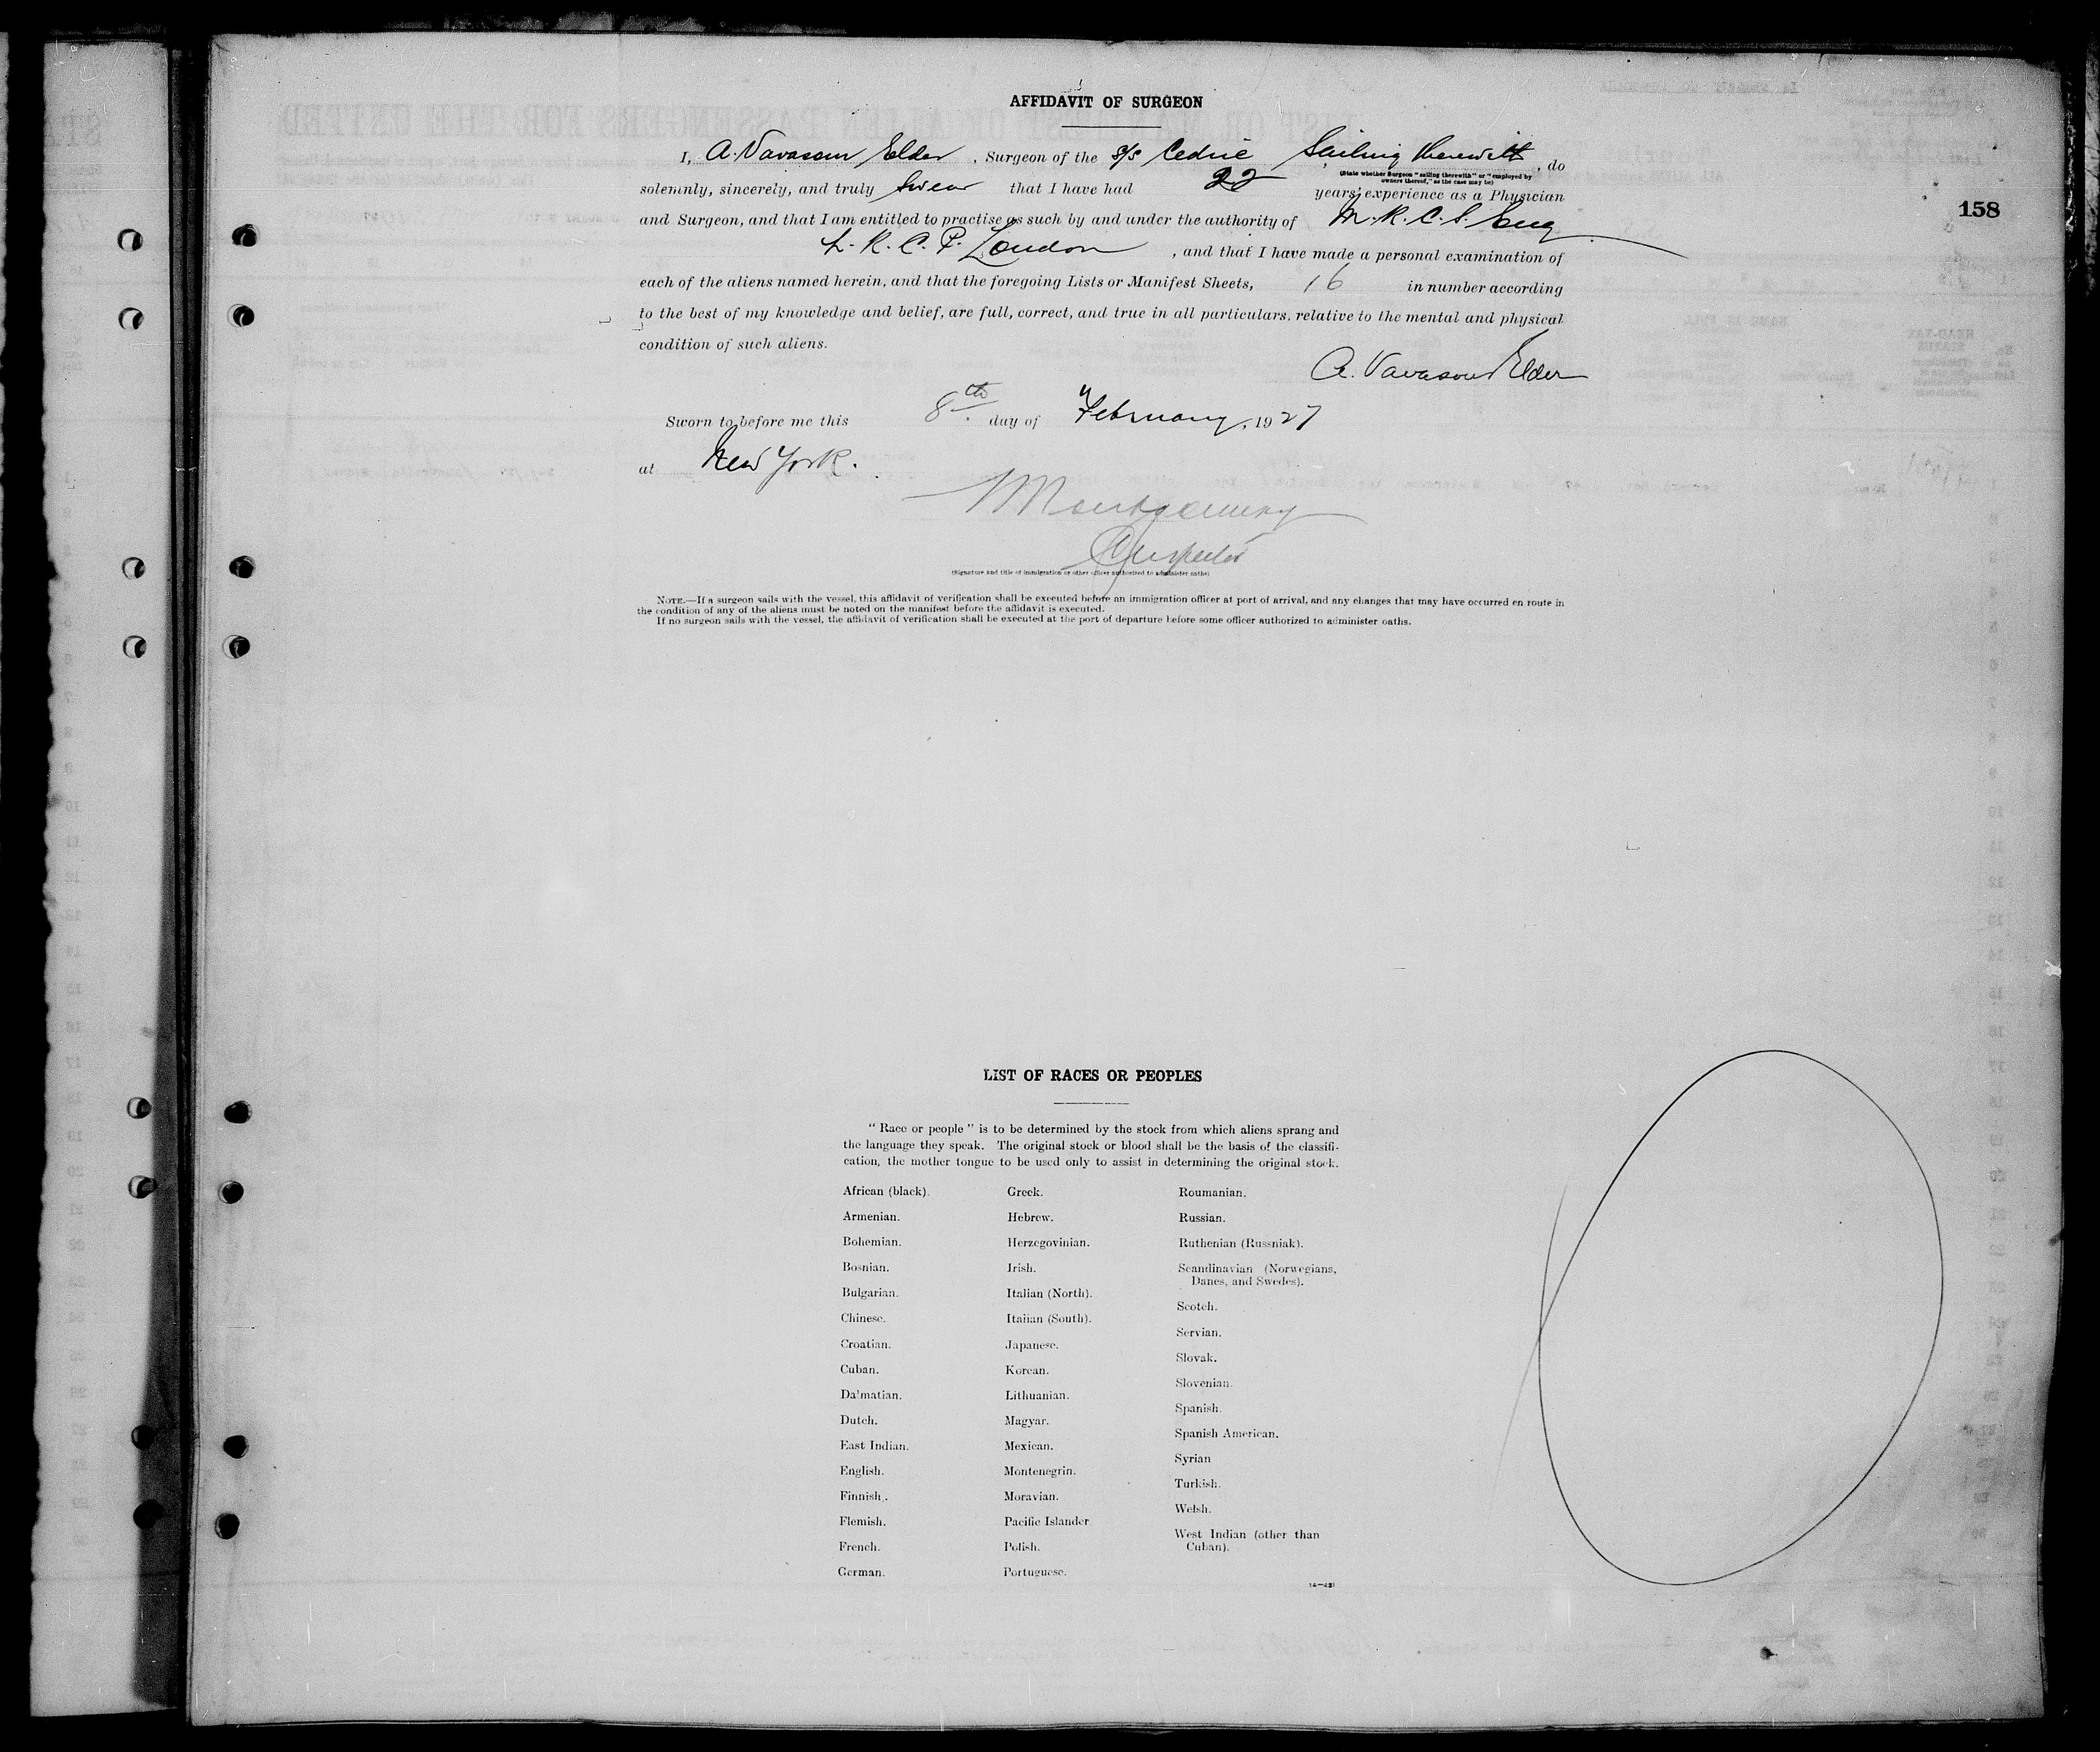 AFFIDAVIT OF SURGEON
I, A. Vavasour Elder, Surgeon of the S/S Cedric Sailing therewith, do
(State whether Surgeon "sailing therewith" or "employed by
owners thereof," as the case may be)
solemnly, sincerely, and truly swear that I have had 22 years' experience as a Physician
158
and Surgeon, and that I am entitled to practise as such by and under the authority of M.R.C.S. Eng
L.R.C.P. London, and that I have made a personal examination of
each of the aliens named herein, and that the foregoing Lists or Manifest Sheets, 16 in number according
to the best of my knowledge and belief, are full, correct, and true in all particulars, relative to the mental and physical
condition of such aliens.
A. Vavasour Elder
Sworn to before me this 8th day of February, 1927
at New York.
Montgomery
Inspector
(Signature and title of immigration or other officer authorized to administer oaths)
NOTE.—If a surgeon sails with the vessel, this affidavit of verification shall be executed before an immigration officer at port of arrival, and any changes that may have occurred en route in
the condition of any of the aliens must be noted on the manifest before the affidavit is executed.
If no surgeon sails with the vessel, the affidavit of verification shall be executed at the port of departure before some officer authorized to administer oaths.
LIST OF RACES OR PEOPLES
"Race or people" is to be determined by the stock from which aliens sprang and
the language they speak. The original stock or blood shall be the basis of the classifi-
cation, the mother tongue to be used only to assist in determining the original stock.
African (black).
Armenian.
Bohemian.
Bosnian.
Bulgarian.
Chinese.
Croatian.
Cuban.
Dalmatian.
Dutch.
East Indian.
English.
Finnish.
Flemish.
French.
German.
Greek.
Hebrew.
Herzegovinian.
Irish.
Italian (North).
Italian (South).
Japanese.
Korean.
Lithuanian.
Magyar.
Mexican.
Montenegrin.
Moravian.
Pacific Islander
Polish.
Portuguese.
Roumanian.
Russian.
Ruthenian (Russniak).
Scandinavian (Norwegians,
Danes, and Swedes).
Scotch.
Servian.
Slovak.
Slovenian.
Spanish.
Spanish American.
Syrian
Turkish.
Welsh.
West Indian (other than
Cuban).